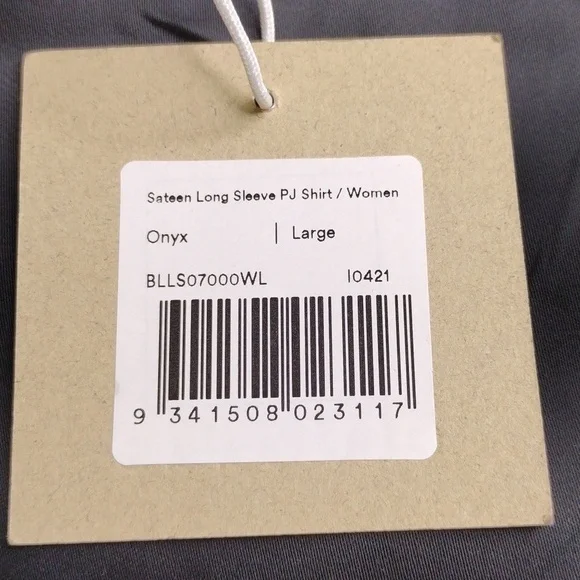 Sateen Long Sleeve PJ Shirt / Women
Onyx | Large
BLLS07000WL I0421
9 341508 023117